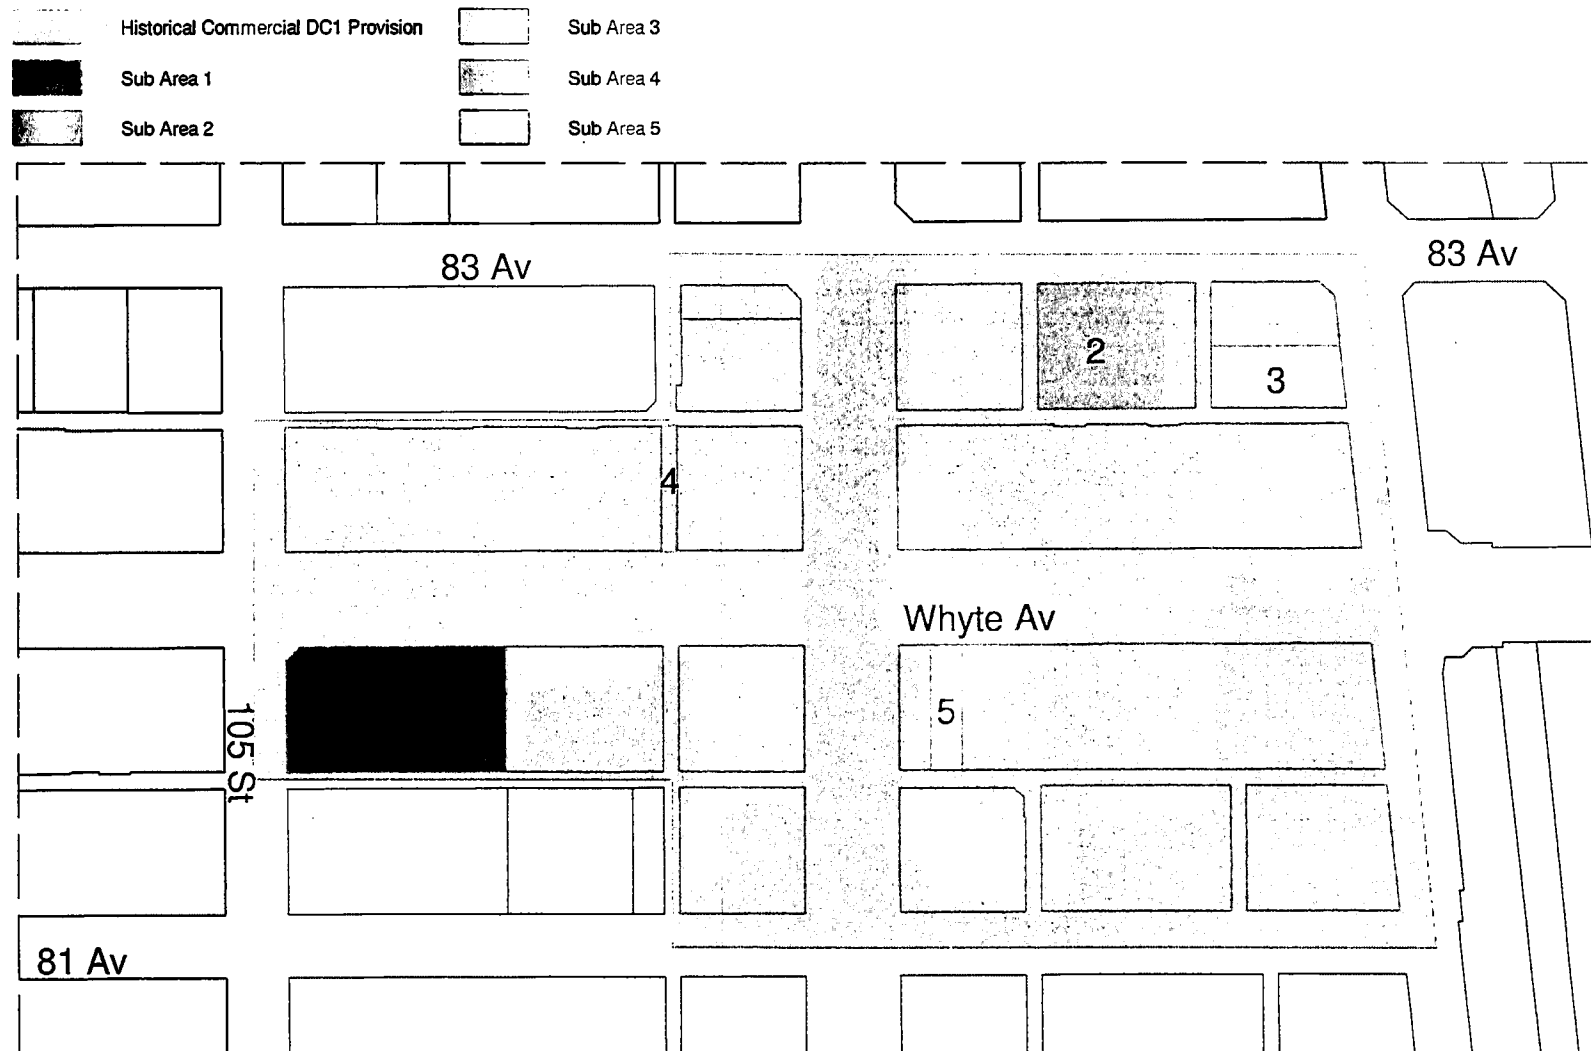 Historical Commercial DC1 Provision
Sub Area 3
Sub Area 1
Sub Area 4
Sub Area 2
Sub Area 5
83 Av
83 Av
2
3
4
Whyte Av
5
105 St
81 Av